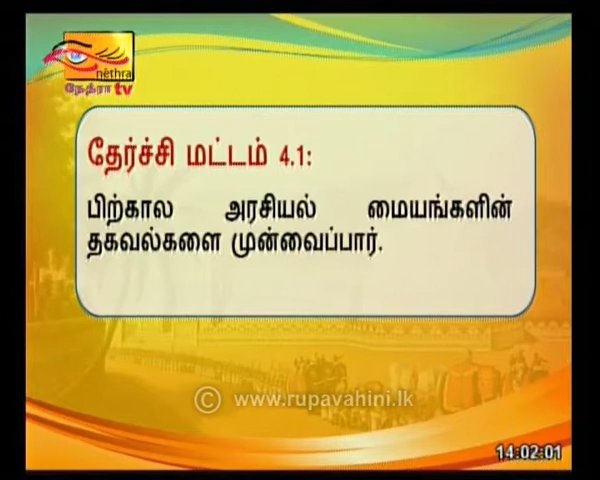 nethra
நேத்ரா tv
தேர்ச்சி மட்டம் 4.1:
பிற்கால அரசியல் மையங்களின்
தகவல்களை முன்வைப்பார்.
© www.rupavahini.lk
14:02:01